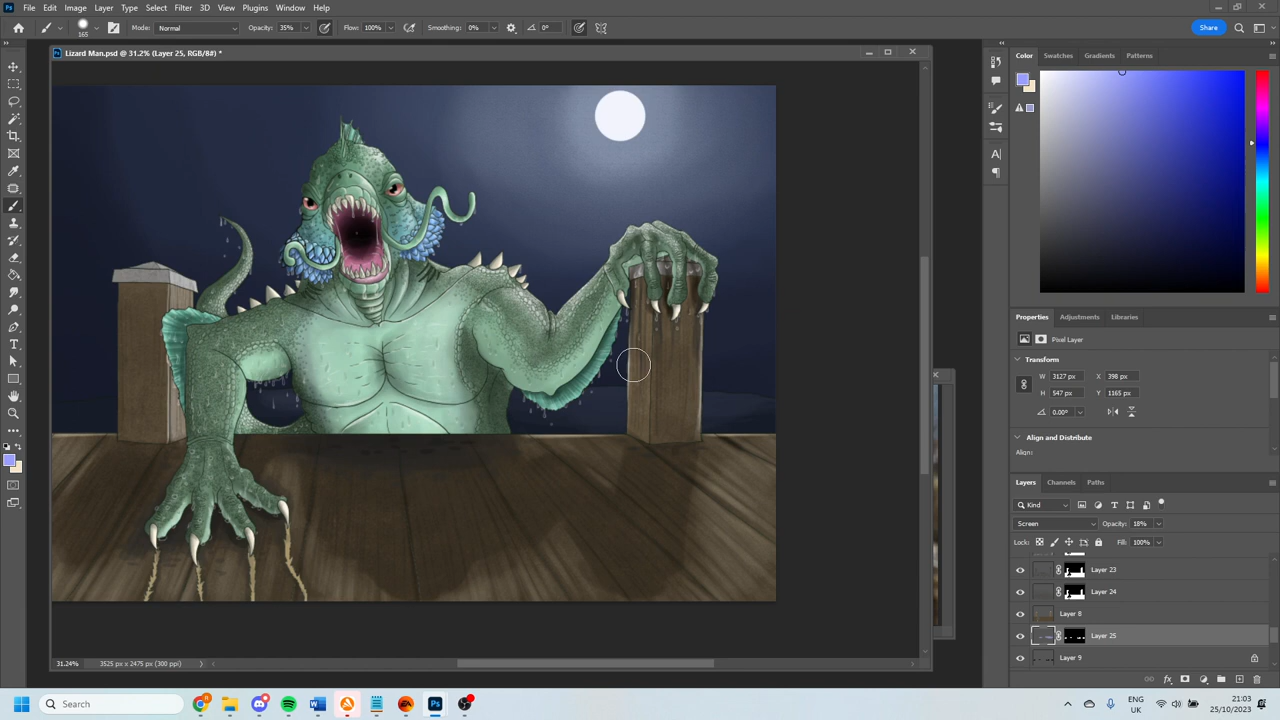 File Edit Image Layer Type Select Filter 3D View Plugins Window Help
165 Mode: Normal Opacity: 35% Flow: 100% Smoothing: 0% 0° Share
Lizard Man.psd @ 31.2% (Layer 25, RGB/8#) *
Color Swatches Gradients Patterns
Properties Adjustments Libraries
Pixel Layer
Transform
W 3127 px X 398 px
H 547 px Y 1165 px
0.00°
Align and Distribute
Align:
Layers Channels Paths
Kind
Screen Opacity: 18%
Lock: Fill: 100%
Layer 23
Layer 24
Layer 8
Layer 25
Layer 9
31.24% 3525 px x 2475 px (300 ppi)
Search
ENG
UK
21:03
25/10/2023